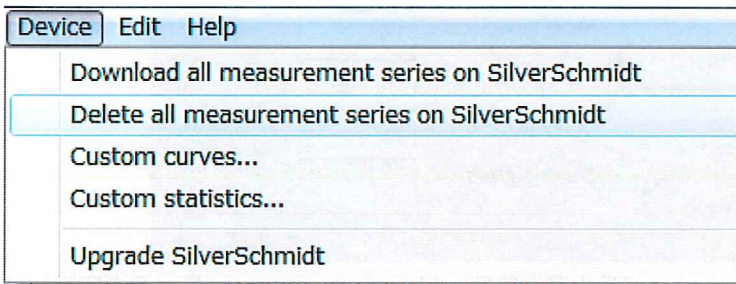 Device Edit Help
Download all measurement series on SilverSchmidt
Delete all measurement series on SilverSchmidt
Custom curves...
Custom statistics...
Upgrade SilverSchmidt